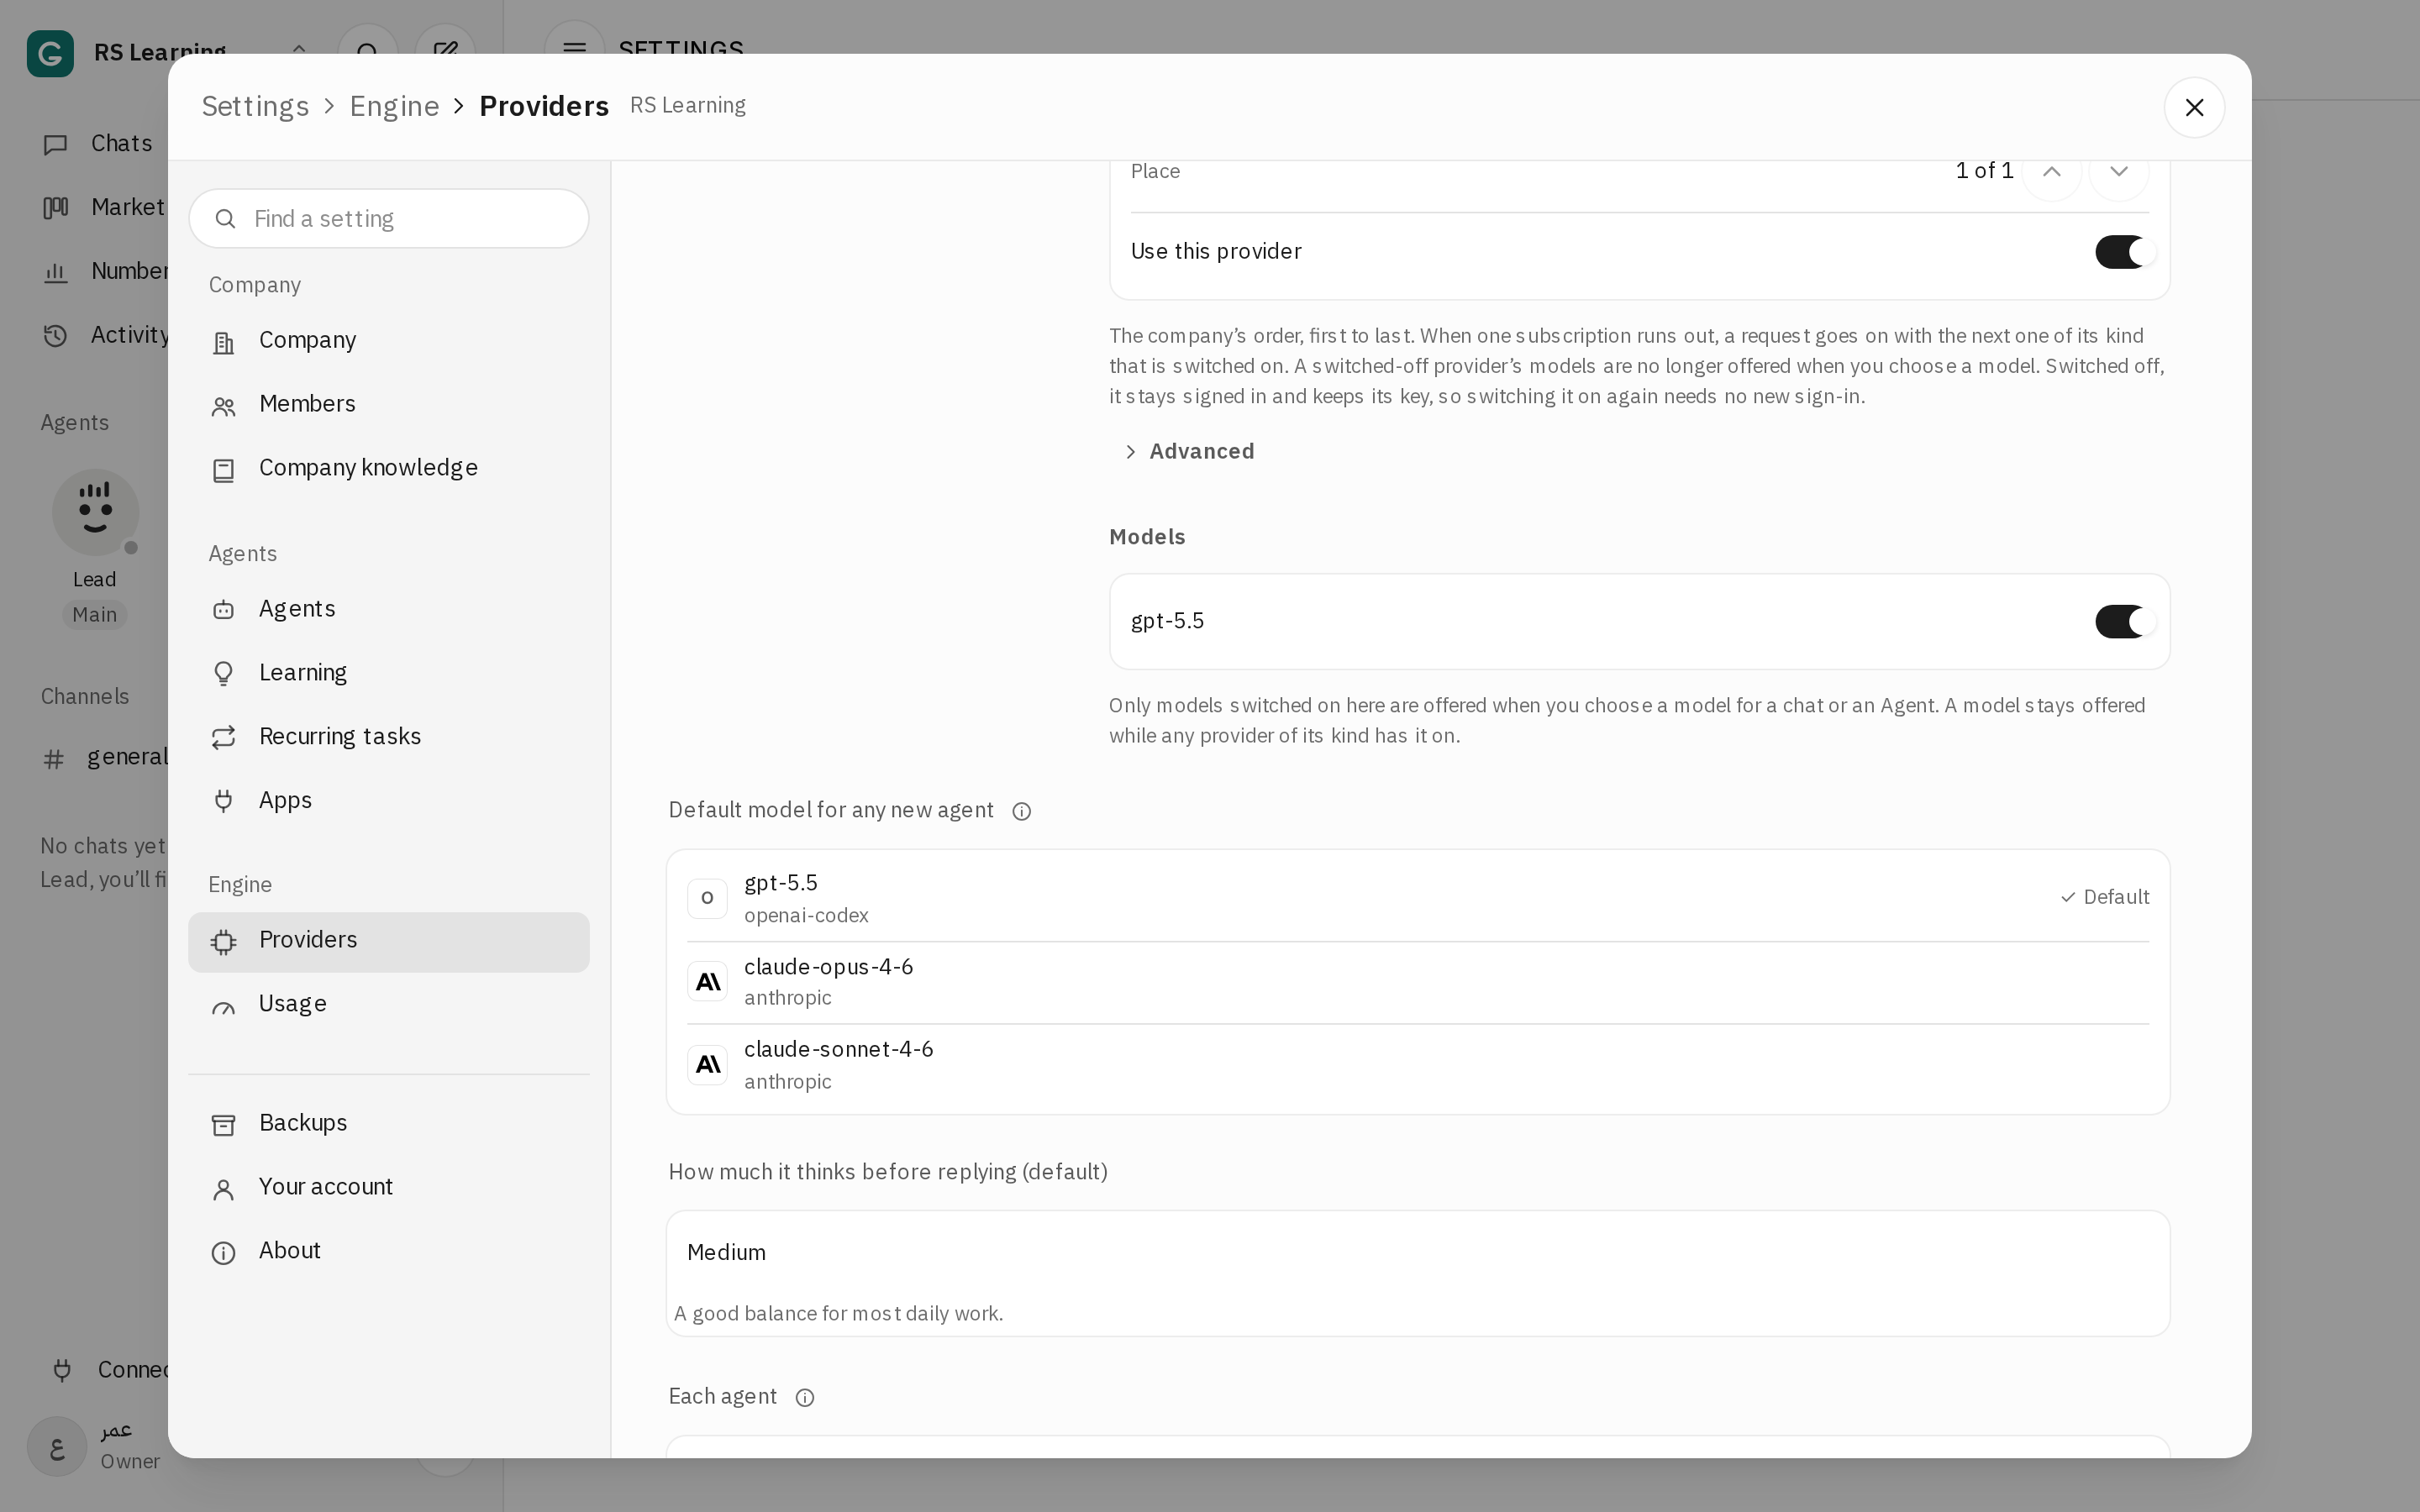 RS Learning
SETTINGS
Chats
Market
Number
Activity
Agents
Lead
Main
Channels
general
No chats yet
Lead, you’ll fi
Connec
ع
عمر
Owner
Settings > Engine > Providers RS Learning
Find a setting
Company
Company
Members
Company knowledge
Agents
Agents
Learning
Recurring tasks
Apps
Engine
Providers
Usage
Backups
Your account
About
Place 1 of 1
Use this provider
The company’s order, first to last. When one subscription runs out, a request goes on with the next one of its kind
that is switched on. A switched-off provider’s models are no longer offered when you choose a model. Switched off,
it stays signed in and keeps its key, so switching it on again needs no new sign-in.
Advanced
Models
gpt-5.5
Only models switched on here are offered when you choose a model for a chat or an Agent. A model stays offered
while any provider of its kind has it on.
Default model for any new agent
O
gpt-5.5
openai-codex
Default
claude-opus-4-6
anthropic
claude-sonnet-4-6
anthropic
How much it thinks before replying (default)
Medium
A good balance for most daily work.
Each agent